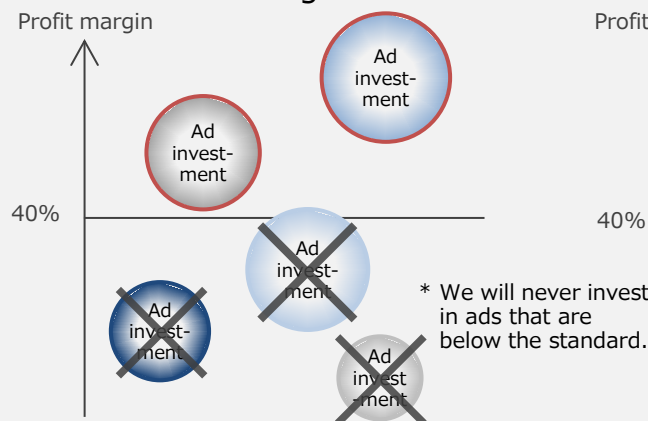 Profit margin
Profit
Ad
invest-
ment
Ad
invest-
ment
40%
40%
Ad
invest-
ment
* We will never invest
in ads that are
below the standard.
Ad
invest-
ment
Ad
invest
-ment